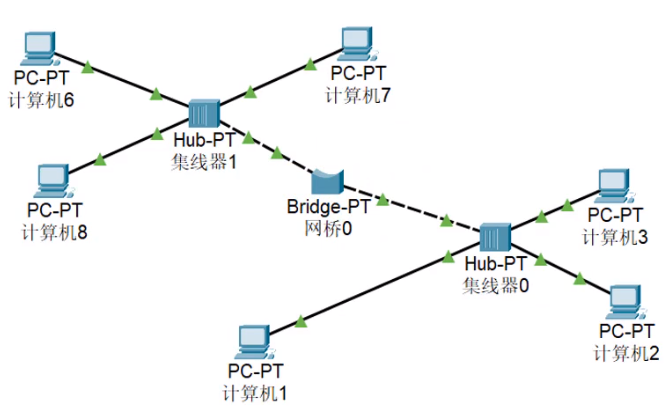 PC-PT
计算机6
PC-PT
计算机7
Hub-PT
集线器1
PC-PT
计算机8
Bridge-PT
网桥0
PC-PT
计算机3
Hub-PT
集线器0
PC-PT
计算机2
PC-PT
计算机1